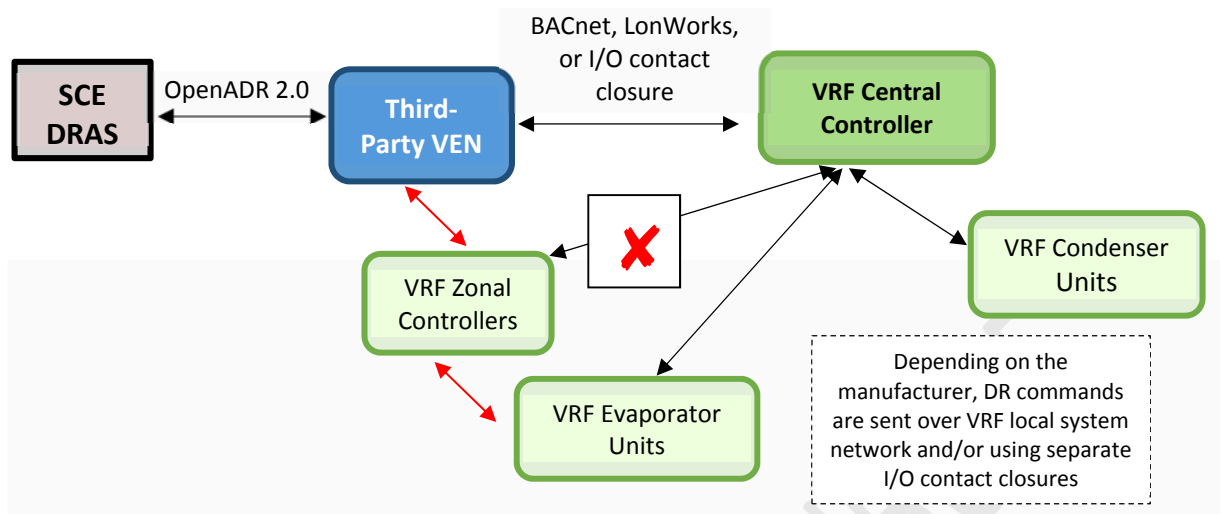 SCE
DRAS
OpenADR 2.0
Third-
Party VEN
BACnet, LonWorks,
or I/O contact
closure
VRF Central
Controller
VRF Zonal
Controllers
VRF Evaporator
Units
VRF Condenser
Units
Depending on the
manufacturer, DR commands
are sent over VRF local system
network and/or using separate
I/O contact closures